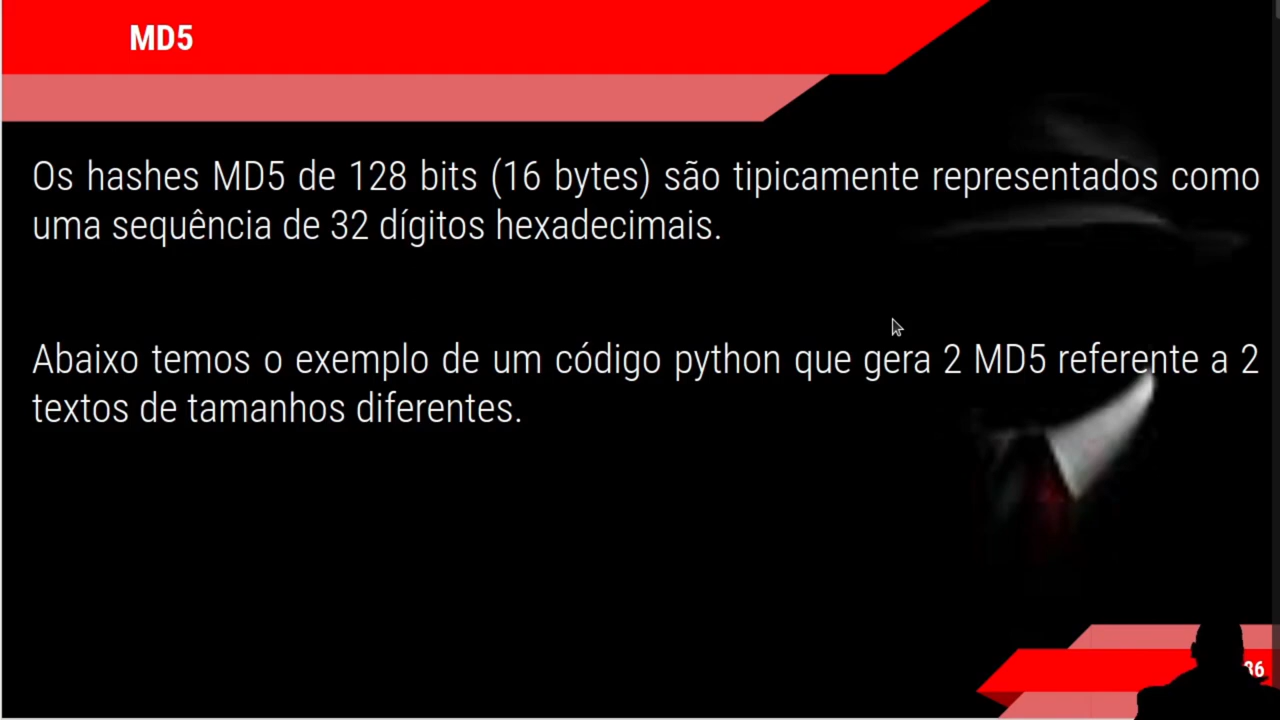 MD5
Os hashes MD5 de 128 bits (16 bytes) são tipicamente representados como
uma sequência de 32 dígitos hexadecimais.
Abaixo temos o exemplo de um código python que gera 2 MD5 referente a 2
textos de tamanhos diferentes.